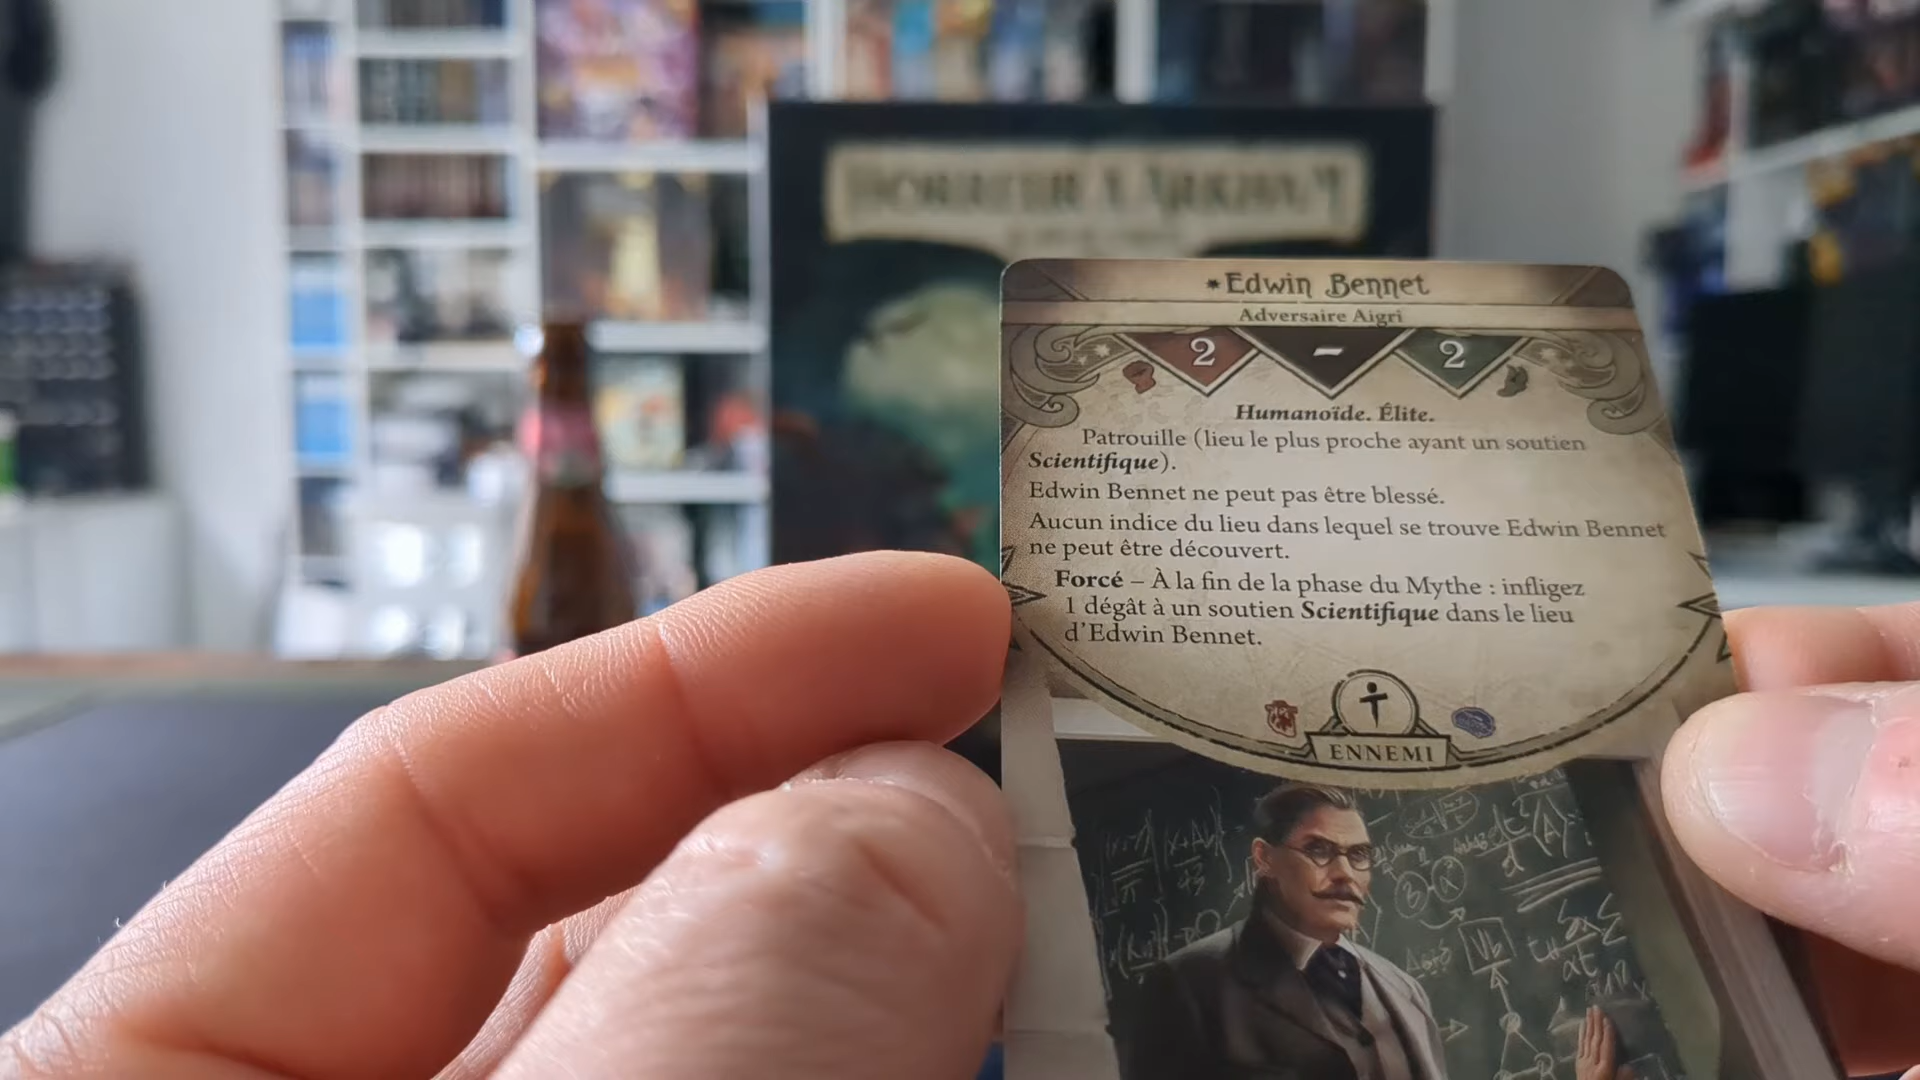 HORREUR À ARKHAM
Edwin Bennet
Adversaire Aigri
2 – 2
Humanoïde. Élite.
Patrouille (lieu le plus proche ayant un soutien
Scientifique).
Edwin Bennet ne peut pas être blessé.
Aucun indice du lieu dans lequel se trouve Edwin Bennet
ne peut être découvert.
Forcé – À la fin de la phase du Mythe : infligez
1 dégât à un soutien Scientifique dans le lieu
d'Edwin Bennet.
ENNEMI